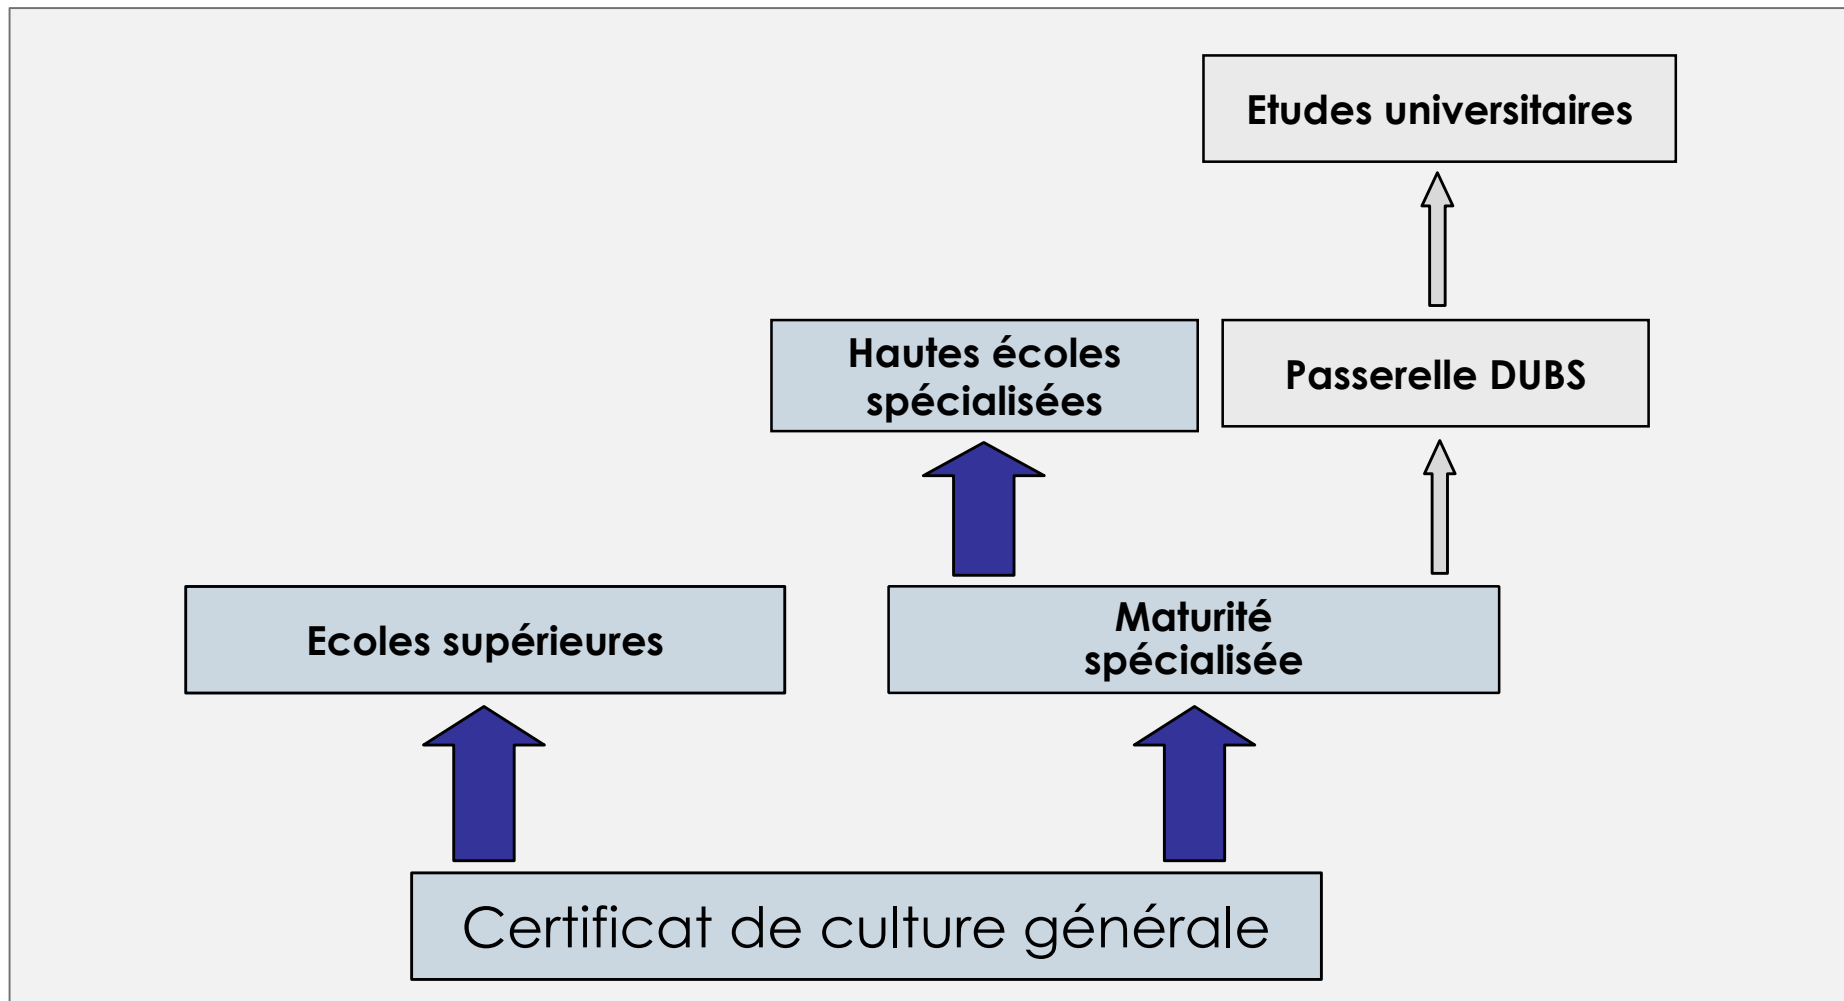 Etudes universitaires
Hautes écoles
spécialisées
Passerelle DUBS
Ecoles supérieures
Maturité
spécialisée
Certificat de culture générale